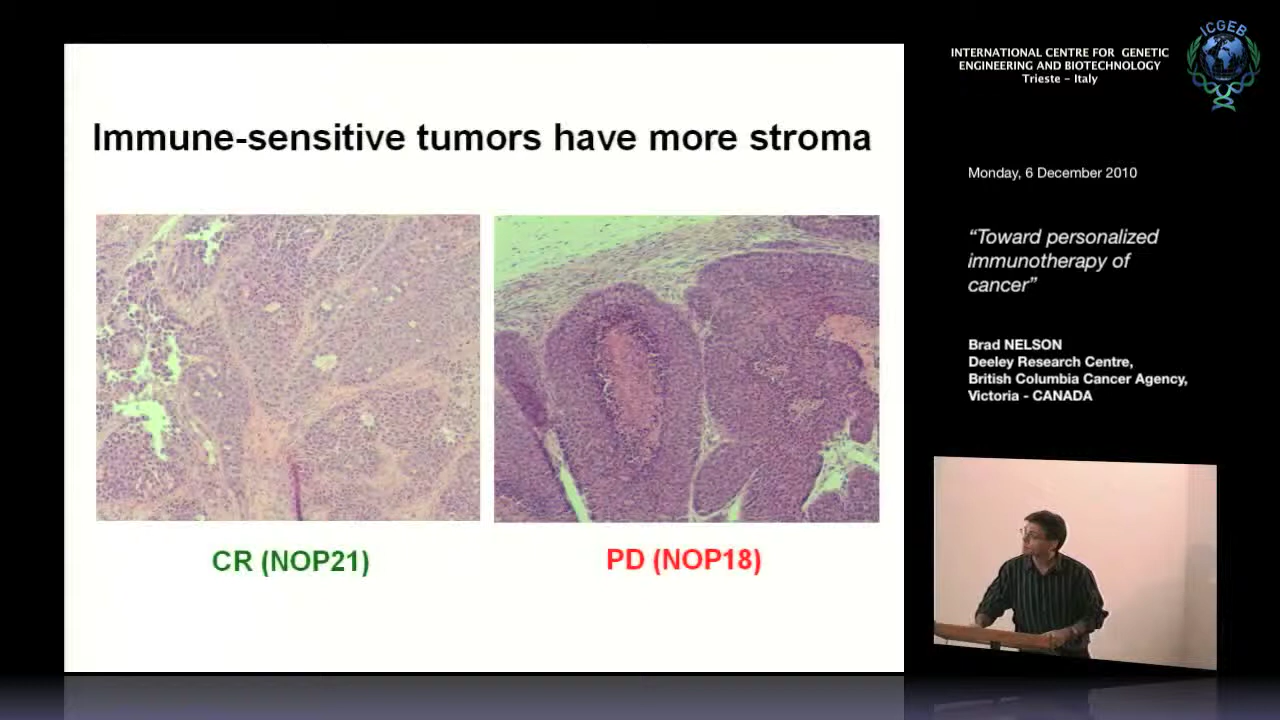 Immune-sensitive tumors have more stroma
CR (NOP21)
PD (NOP18)
INTERNATIONAL CENTRE FOR GENETIC
ENGINEERING AND BIOTECHNOLOGY
Trieste - Italy
ICGEB
Monday, 6 December 2010
“Toward personalized
immunotherapy of
cancer”
Brad NELSON
Deeley Research Centre,
British Columbia Cancer Agency,
Victoria - CANADA